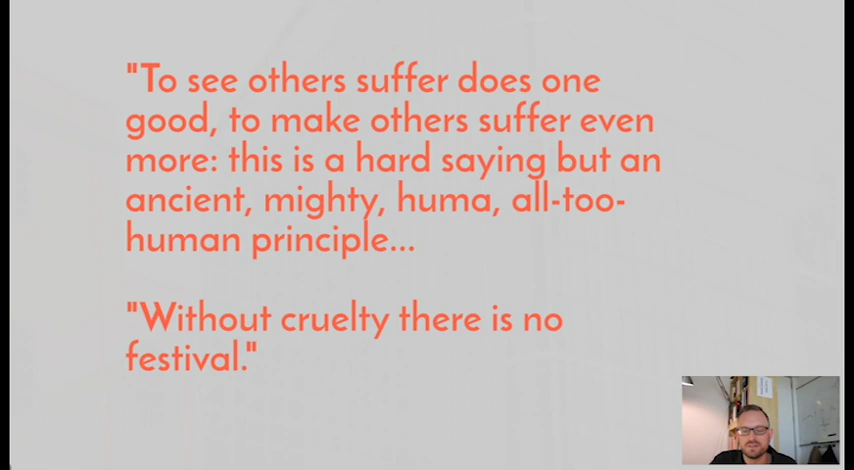 "To see others suffer does one
good, to make others suffer even
more: this is a hard saying but an
ancient, mighty, huma, all-too-
human principle...
"Without cruelty there is no
festival."